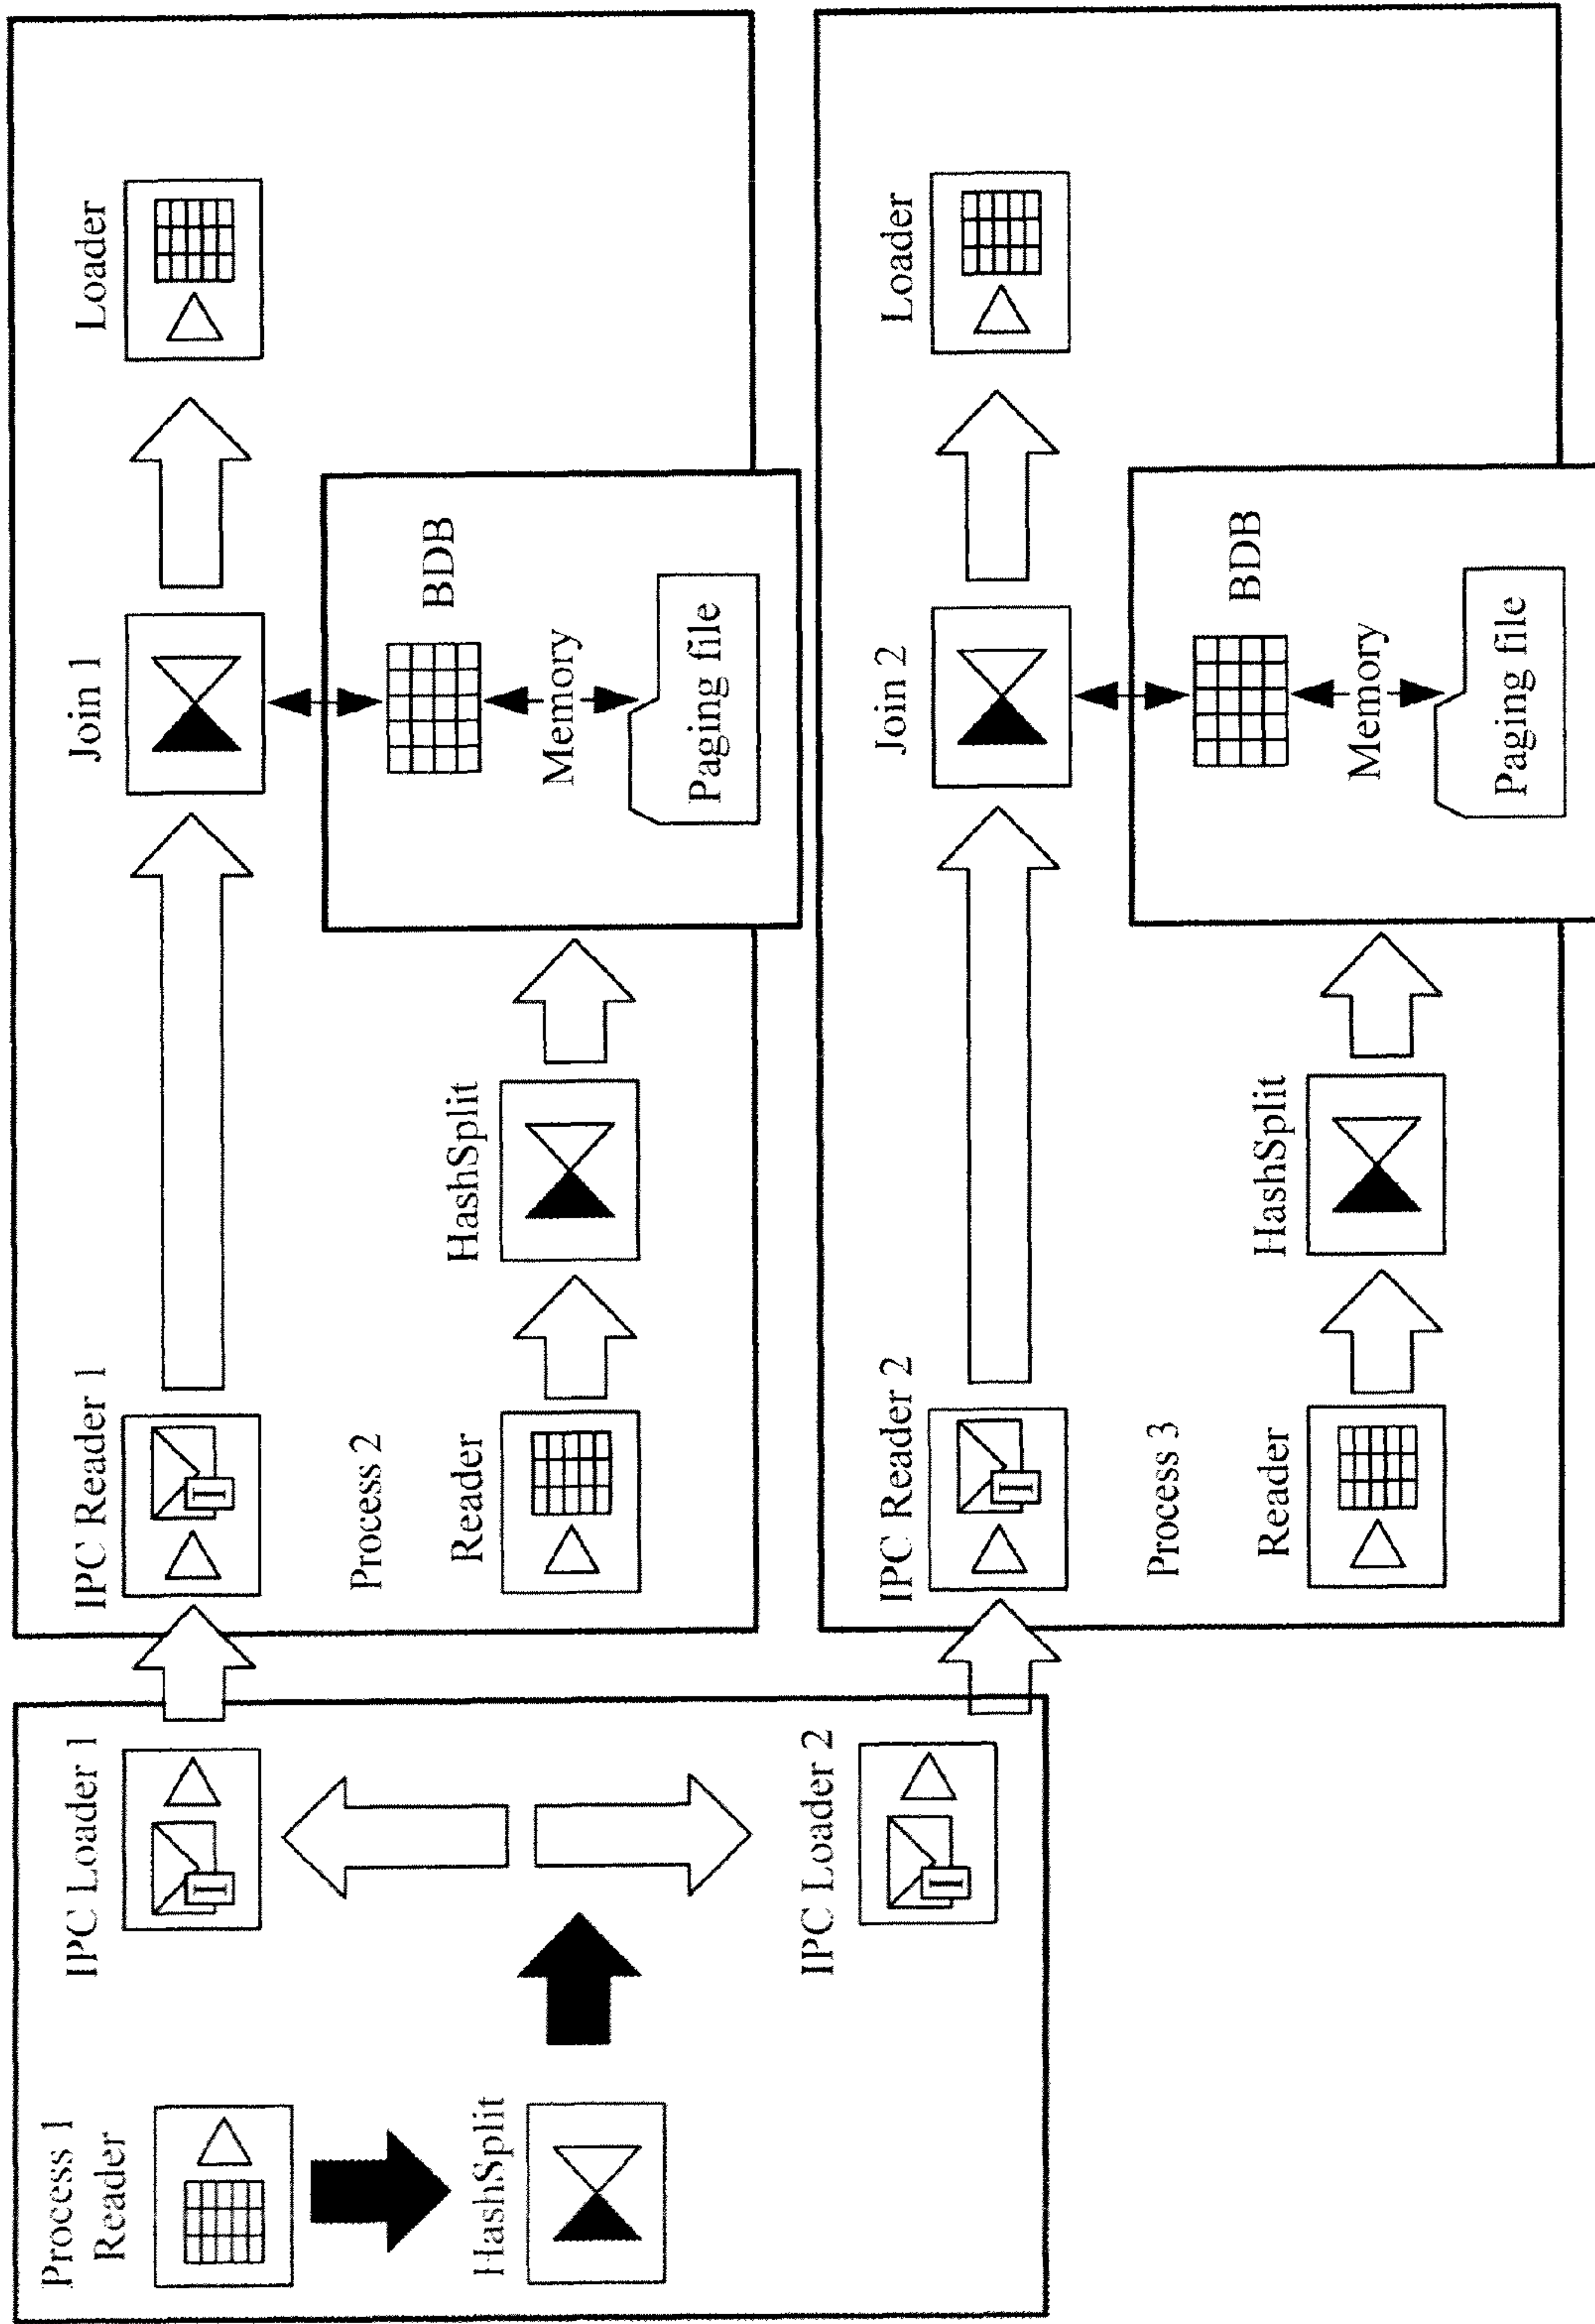 Process 1
Reader
HashSplit
IPC Loader 1
I
IPC Loader 2
I
IPC Reader 1
I
Process 2
Reader
HashSplit
Join 1
BDB
Memory
Paging file
Loader
IPC Reader 2
I
Process 3
Reader
HashSplit
Join 2
BDB
Memory
Paging file
Loader